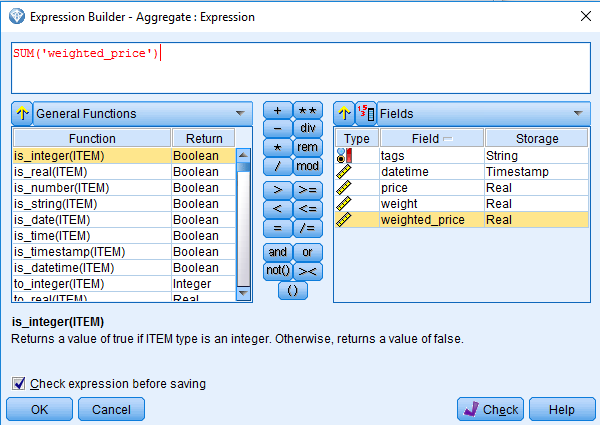 Expression Builder - Aggregate : Expression
SUM('weighted_price')
General Functions
Function Return
is_integer(ITEM) Boolean
is_real(ITEM) Boolean
is_number(ITEM) Boolean
is_string(ITEM) Boolean
is_date(ITEM) Boolean
is_time(ITEM) Boolean
is_timestamp(ITEM) Boolean
is_datetime(ITEM) Boolean
to_integer(ITEM) Integer
to_real(ITEM) Real
+ **
- div
* rem
/ mod
> >=
< <=
= /=
and or
not() ><
( )
Fields
Type Field Storage
tags String
datetime Timestamp
price Real
weight Real
weighted_price Real
is_integer(ITEM)
Returns a value of true if ITEM type is an integer. Otherwise, returns a value of false.
Check expression before saving
OK Cancel Check Help